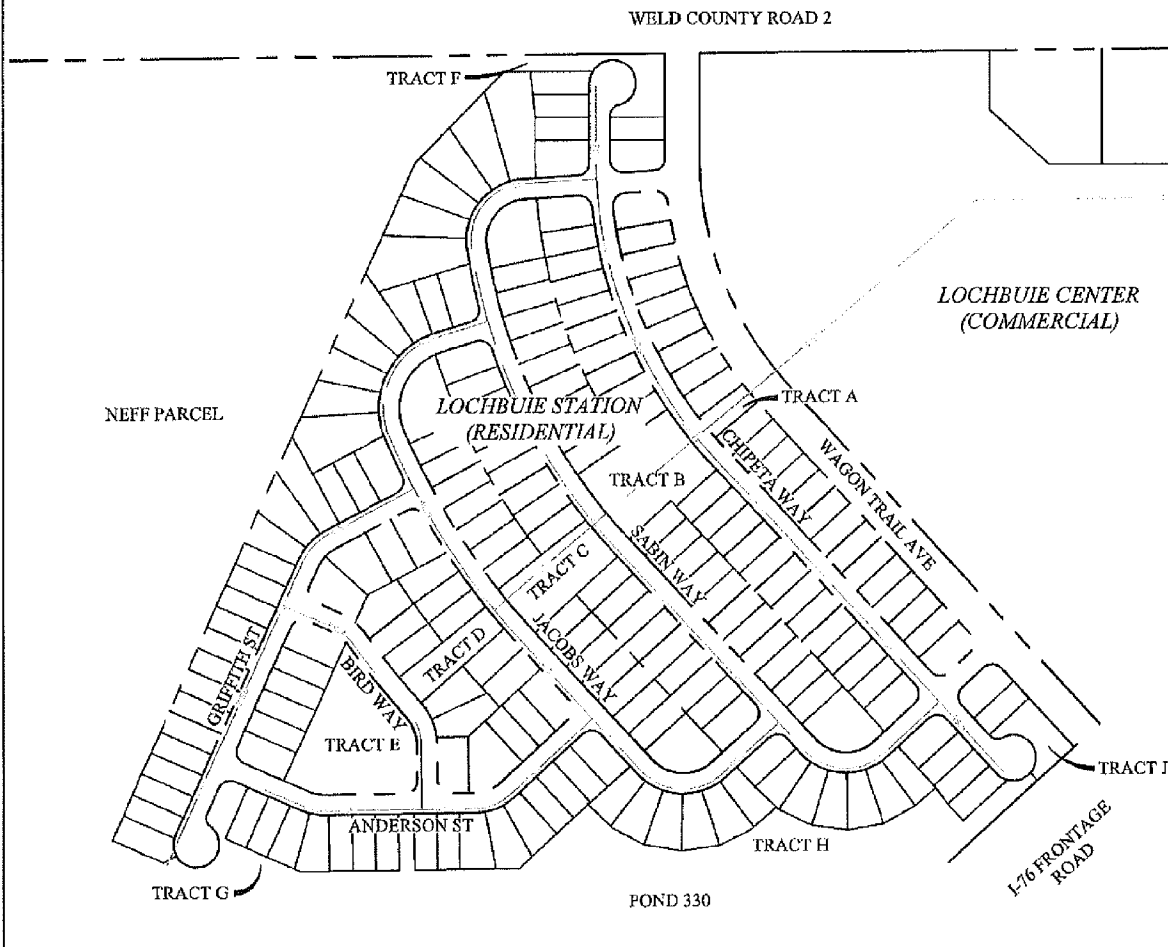 WELD COUNTY ROAD 2
TRACT F
LOCHBUIE CENTER
(COMMERCIAL)
NEFF PARCEL
LOCHBUIE STATION
(RESIDENTIAL)
TRACT A
CHIPETA WAY
WAGON TRAIL AVE
TRACT B
SABIN WAY
TRACT C
JACOBS WAY
TRACT D
BIRD WAY
GRIFFITH ST
TRACT E
TRACT J
ANDERSON ST
TRACT H
I-76 FRONTAGE
ROAD
TRACT G
POND 330